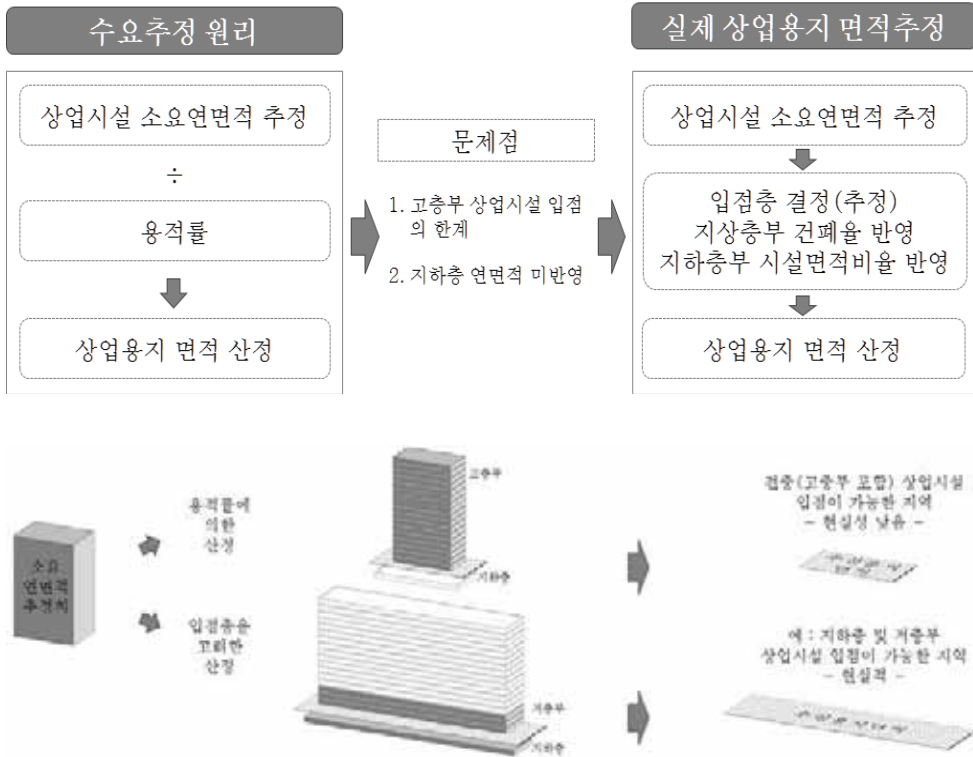 수요추정 원리
상업시설 소요연면적 추정
÷
용적률
상업용지 면적 산정
문제점
1. 고층부 상업시설 입점
의 한계
2. 지하층 연면적 미반영
실제 상업용지 면적추정
상업시설 소요연면적 추정
입점층 결정(추정)
지상층부 건폐율 반영
지하층부 시설면적비율 반영
상업용지 면적 산정
소요
연면적
추정치
용적률에
의한
산정
입점층을
고려한
산정
고층부
지하층
저층부
지하층
전층(고층부 포함) 상업시설
입점이 가능한 지역
- 현실성 낮음 -
예 : 지하층 및 저층부
상업시설 입점이 가능한 지역
- 현실적 -